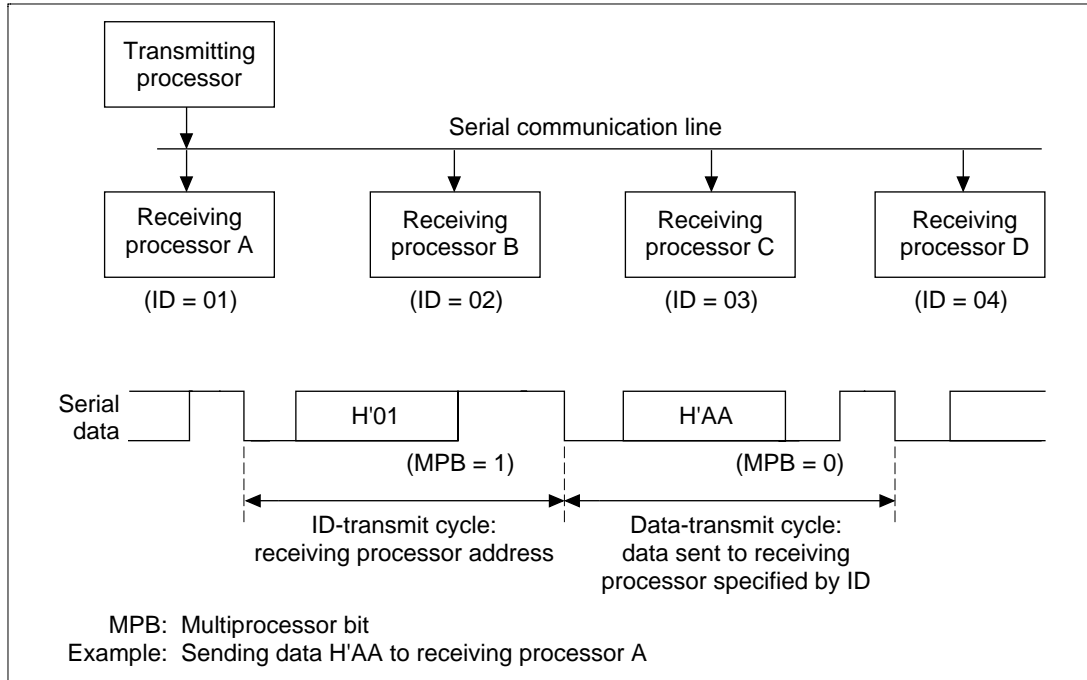 Transmitting
processor
Serial communication line
Receiving
processor A
Receiving
processor B
Receiving
processor C
Receiving
processor D
(ID = 01)
(ID = 02)
(ID = 03)
(ID = 04)
Serial
data
H'01
H'AA
(MPB = 1)
(MPB = 0)
ID-transmit cycle:
receiving processor address
Data-transmit cycle:
data sent to receiving
processor specified by ID
MPB: Multiprocessor bit
Example: Sending data H'AA to receiving processor A